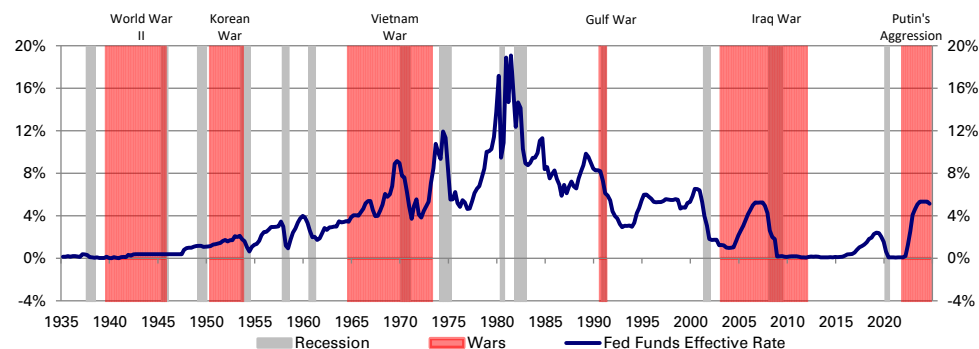 World War II
Korean War
Vietnam War
Gulf War
Iraq War
Putin's Aggression
20%
16%
12%
8%
4%
0%
-4%
20%
16%
12%
8%
4%
0%
-4%
1935 1940 1945 1950 1955 1960 1965 1970 1975 1980 1985 1990 1995 2000 2005 2010 2015 2020
Recession Wars Fed Funds Effective Rate